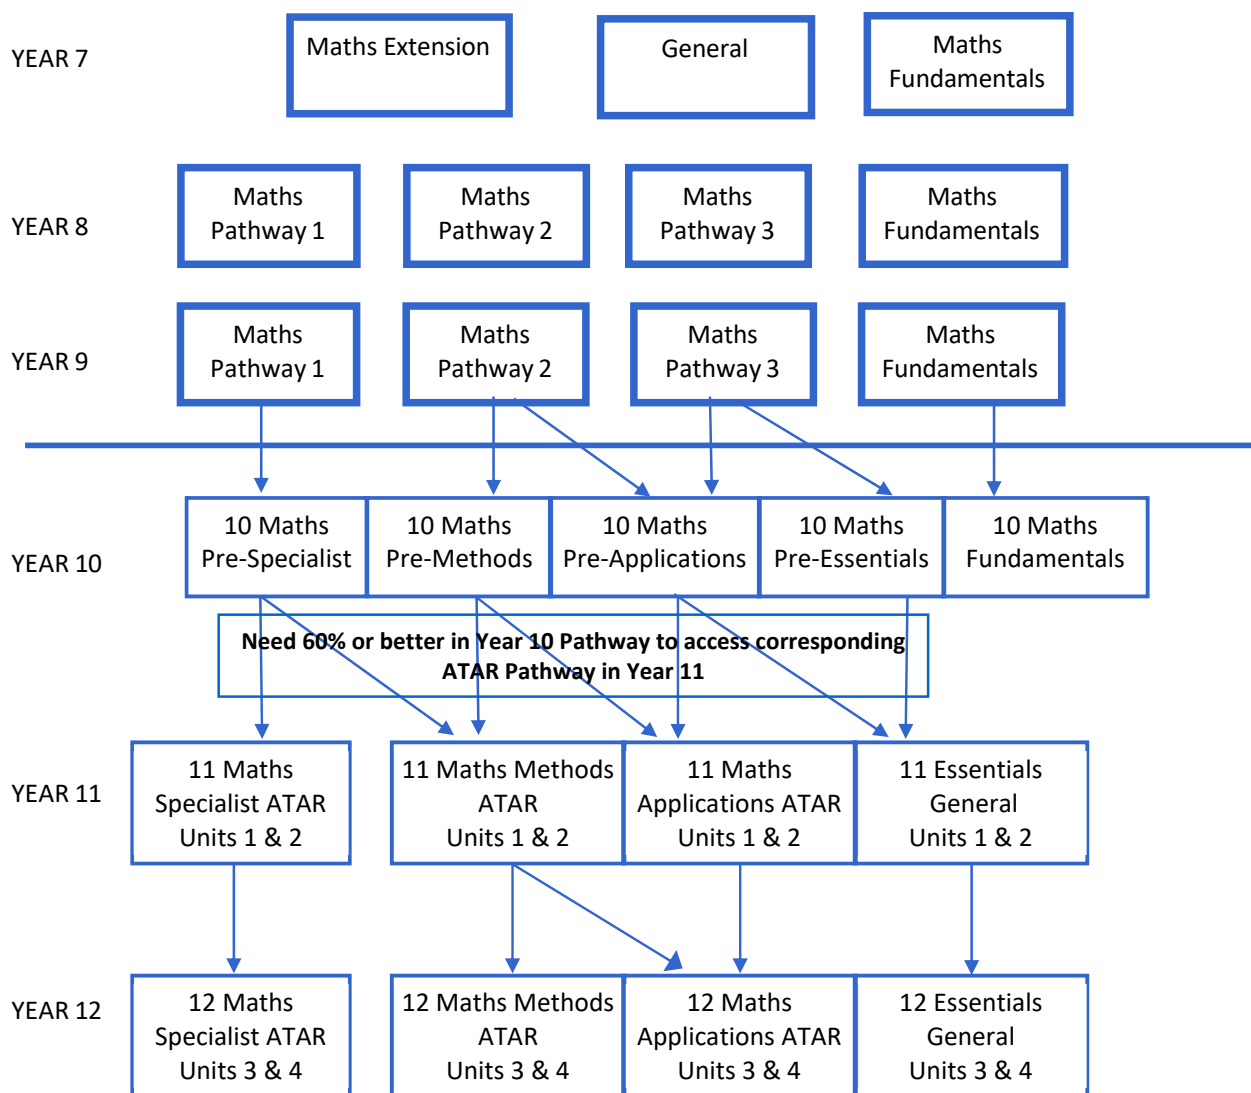 YEAR 7
Maths Extension
General
Maths
Fundamentals
YEAR 8
Maths
Pathway 1
Maths
Pathway 2
Maths
Pathway 3
Maths
Fundamentals
YEAR 9
Maths
Pathway 1
Maths
Pathway 2
Maths
Pathway 3
Maths
Fundamentals
YEAR 10
10 Maths
Pre-Specialist
10 Maths
Pre-Methods
10 Maths
Pre-Applications
10 Maths
Pre-Essentials
10 Maths
Fundamentals
Need 60% or better in Year 10 Pathway to access corresponding
ATAR Pathway in Year 11
YEAR 11
11 Maths
Specialist ATAR
Units 1 & 2
11 Maths Methods
ATAR
Units 1 & 2
11 Maths
Applications ATAR
Units 1 & 2
11 Essentials
General
Units 1 & 2
YEAR 12
12 Maths
Specialist ATAR
Units 3 & 4
12 Maths Methods
ATAR
Units 3 & 4
12 Maths
Applications ATAR
Units 3 & 4
12 Essentials
General
Units 3 & 4